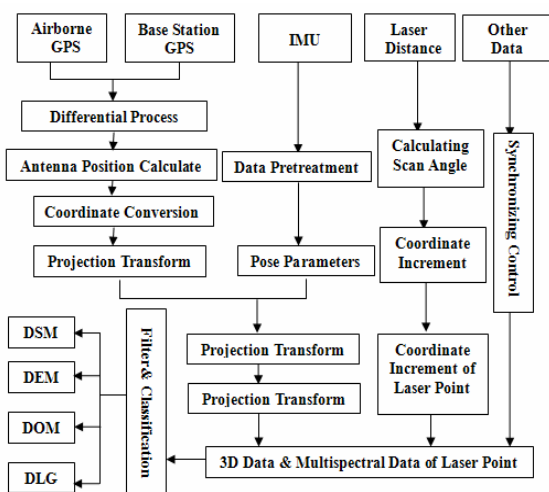 Airborne
GPS
Base Station
GPS
IMU
Laser
Distance
Other
Data
Differential Process
Antenna Position Calculate
Coordinate Conversion
Projection Transform
Data Pretreatment
Pose Parameters
Calculating
Scan Angle
Coordinate
Increment
Synchronizing Control
Projection Transform
Projection Transform
Coordinate
Increment of
Laser Point
3D Data & Multispectral Data of Laser Point
Filter& Classification
DSM
DEM
DOM
DLG